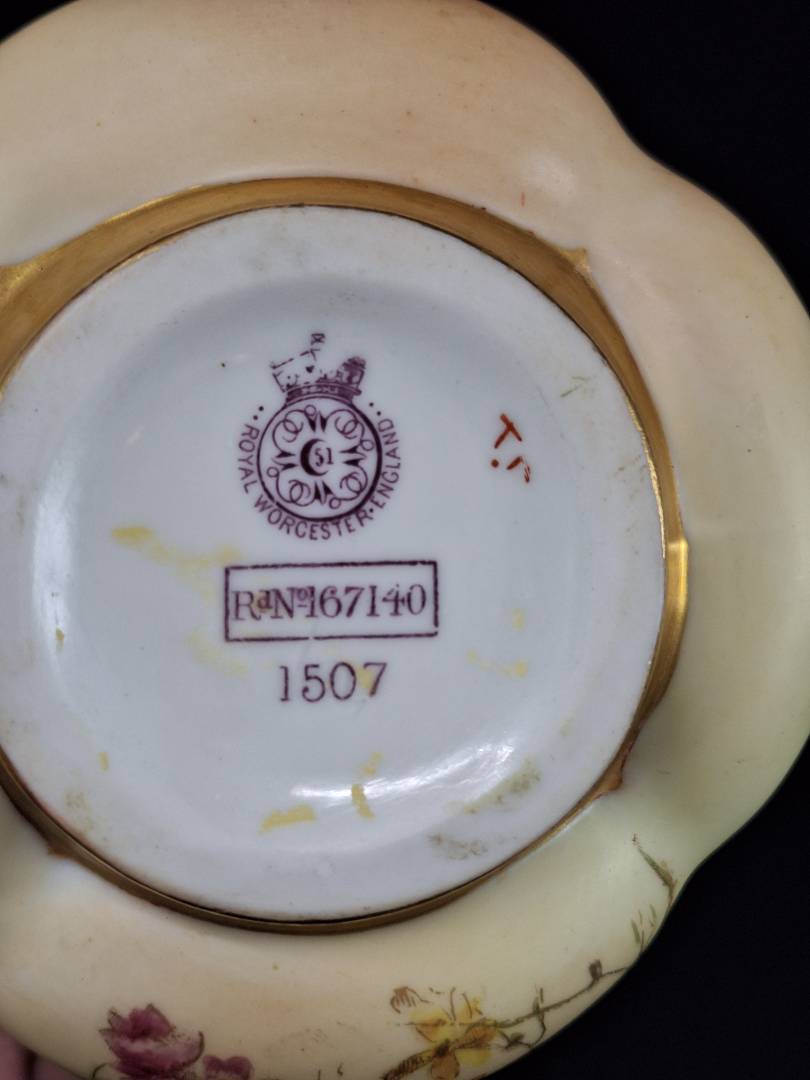 51
ROYAL WORCESTER·ENGLAND
RdNo167140
1507